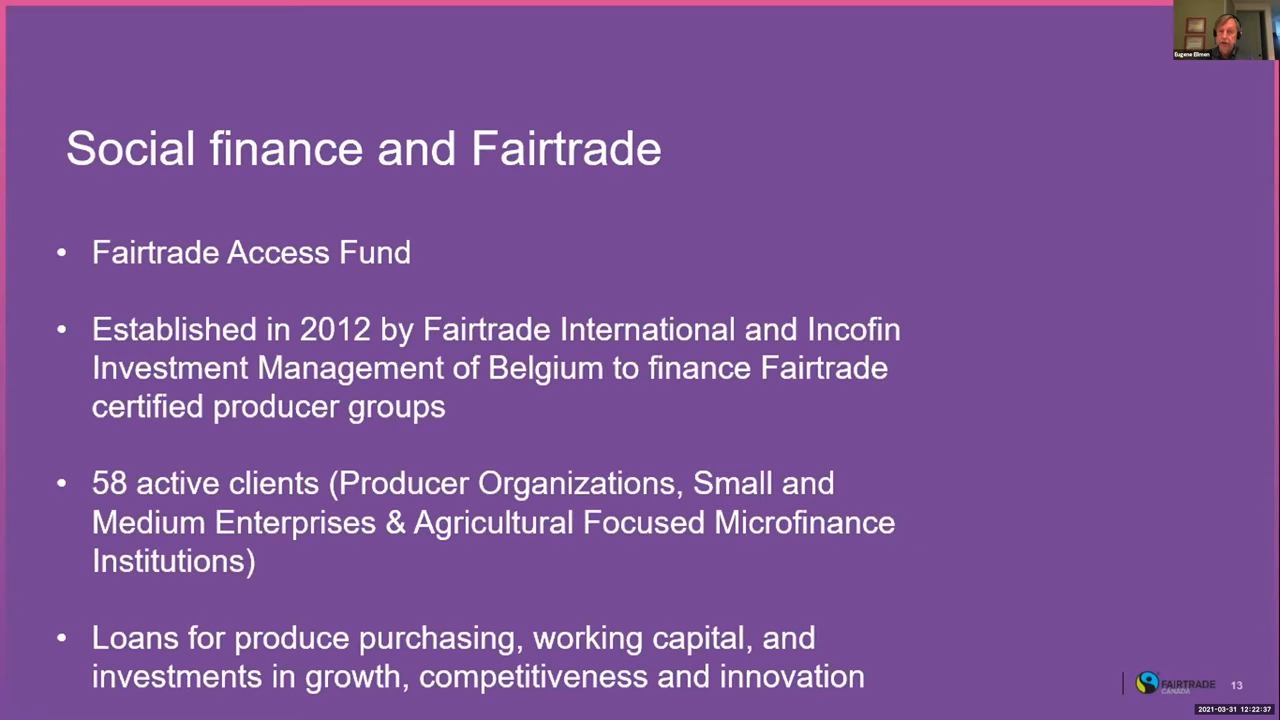 Eugene Ellmen
Social finance and Fairtrade
• Fairtrade Access Fund
• Established in 2012 by Fairtrade International and Incofin
Investment Management of Belgium to finance Fairtrade
certified producer groups
• 58 active clients (Producer Organizations, Small and
Medium Enterprises & Agricultural Focused Microfinance
Institutions)
• Loans for produce purchasing, working capital, and
investments in growth, competitiveness and innovation
FAIRTRADE
CANADA
13
2021-03-31 12:22:37